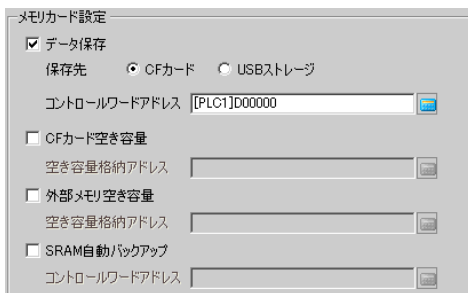 メモリカード設定
データ保存
保存先 CFカード USBストレージ
コントロールワードアドレス [PLC1]D00000
CFカード空き容量
空き容量格納アドレス
外部メモリ空き容量
空き容量格納アドレス
SRAM自動バックアップ
コントロールワードアドレス